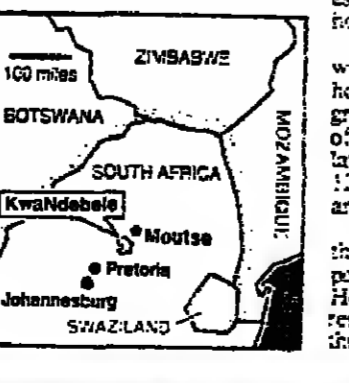 ZIMBABWE
100 miles
BOTSWANA
MOZAMBIQUE
SOUTH AFRICA
KwaNdebele
Moutse
Pretoria
Johannesburg
SWAZILAND